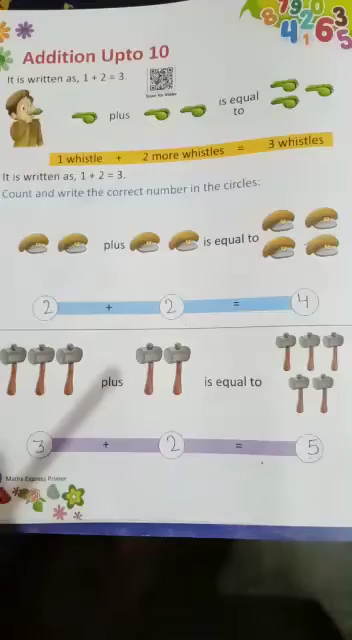 Addition Upto 10
It is written as, 1 + 2 = 3
plus
is equal to
1 whistle + 2 more whistles = 3 whistles
It is written as, 1 + 2 = 3.
Count and write the correct number in the circles:
plus is equal to
2 + 2 = 4
plus is equal to
3 + 2 = 5
Maths Express Primer